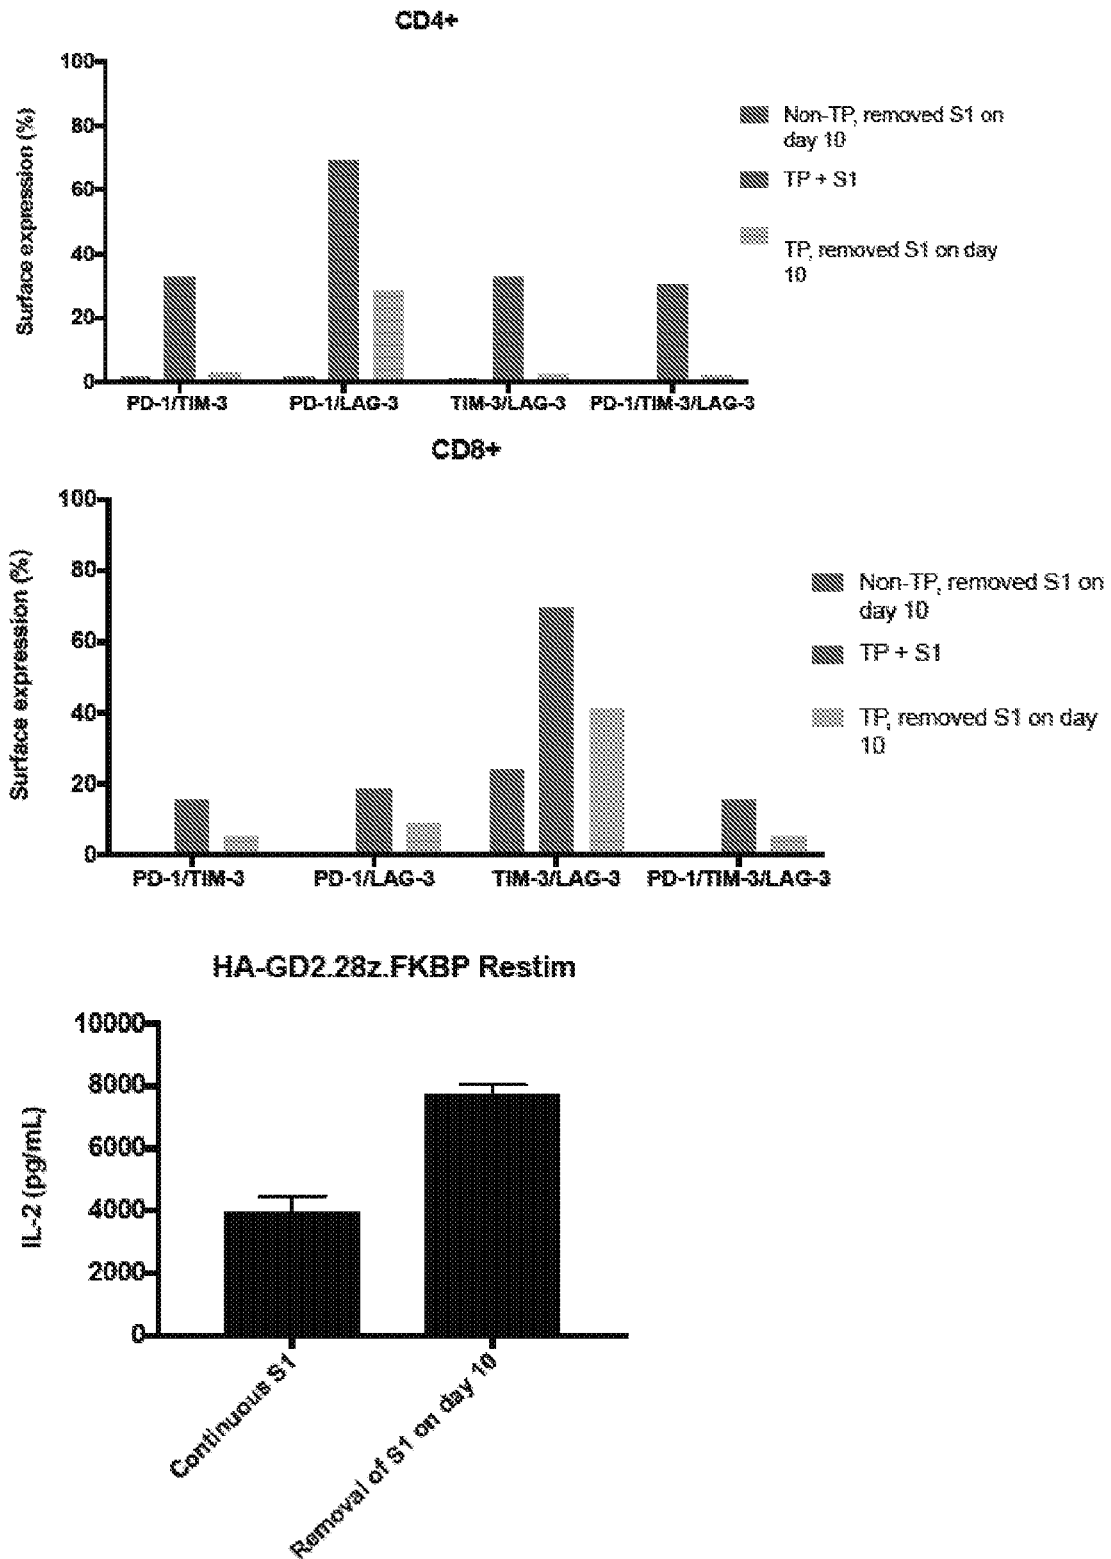 CD4+
100
80
60
40
20
0
Surface expression (%)
PD-1/TIM-3
PD-1/LAG-3
TIM-3/LAG-3
PD-1/TIM-3/LAG-3
Non-TP, removed S1 on
day 10
TP + S1
TP, removed S1 on day
10
CD8+
100
80
60
40
20
0
Surface expression (%)
PD-1/TIM-3
PD-1/LAG-3
TIM-3/LAG-3
PD-1/TIM-3/LAG-3
Non-TP, removed S1 on
day 10
TP + S1
TP, removed S1 on day
10
HA-GD2.28z.FKBP Restim
10000
8000
6000
4000
2000
0
IL-2 (pg/mL)
Continuous S1
Removal of S1 on day 10